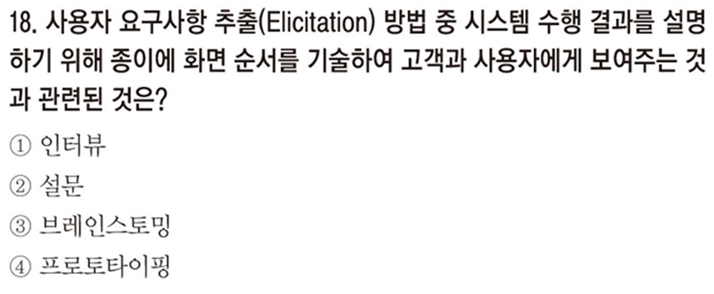 18. 사용자 요구사항 추출(Elicitation) 방법 중 시스템 수행 결과를 설명
하기 위해 종이에 화면 순서를 기술하여 고객과 사용자에게 보여주는 것
과 관련된 것은?
① 인터뷰
② 설문
③ 브레인스토밍
④ 프로토타이핑